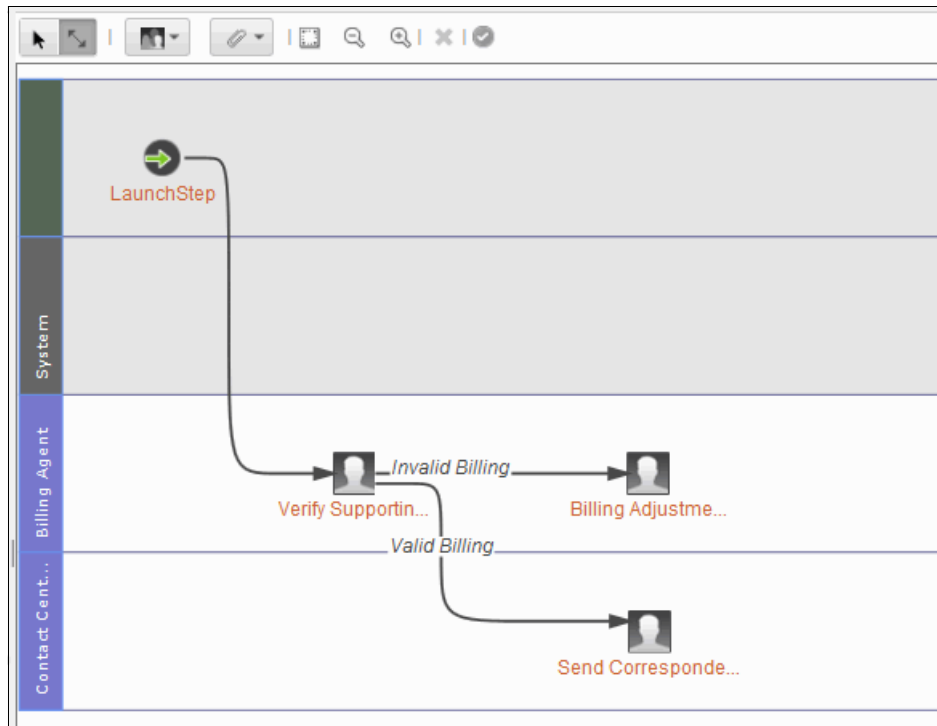 LaunchStep
System
Billing Agent
Invalid Billing
Verify Supportin...
Billing Adjustme...
Valid Billing
Contact Cent...
Send Corresponde...